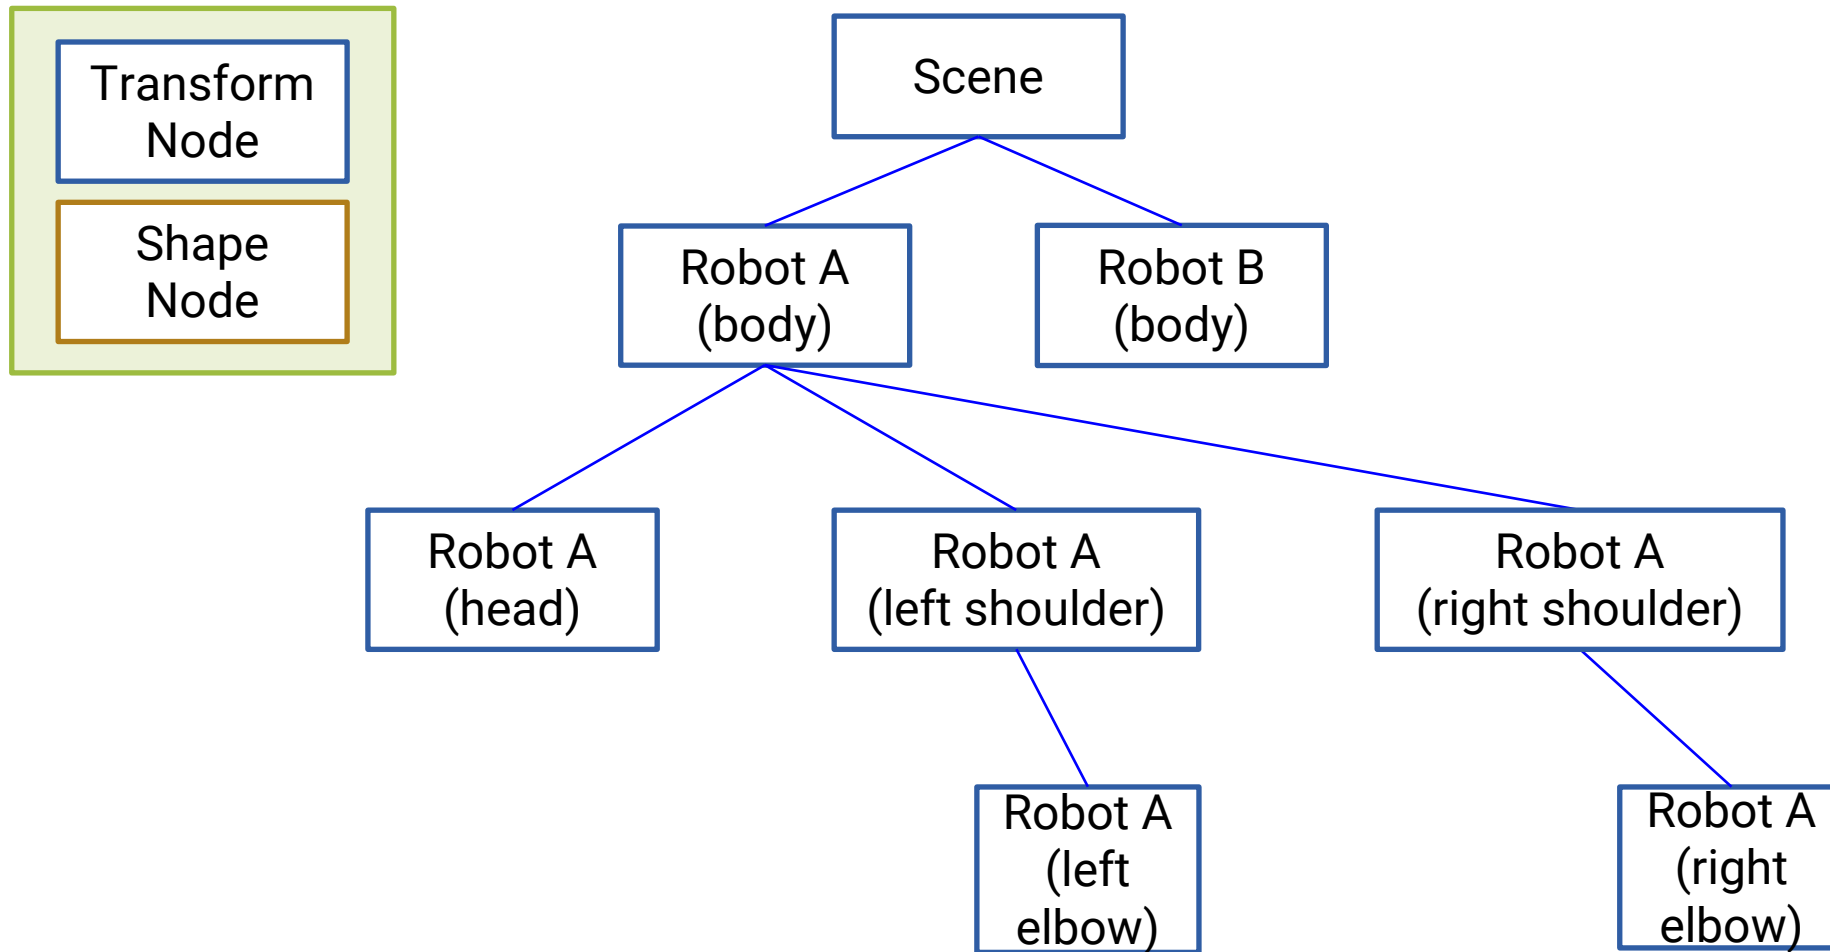 Transform
Node
Shape
Node
Scene
Robot A
(body)
Robot B
(body)
Robot A
(head)
Robot A
(left shoulder)
Robot A
(right shoulder)
Robot A
(left
elbow)
Robot A
(right
elbow)